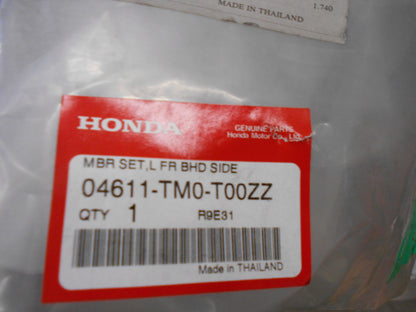 1.740
MADE IN THAILAND
HONDA
GENUINE PARTS
Honda Motor Co., Ltd.
MBR SET,L FR BHD SIDE
04611-TM0-T00ZZ
QTY 1 R9E31
Made in THAILAND